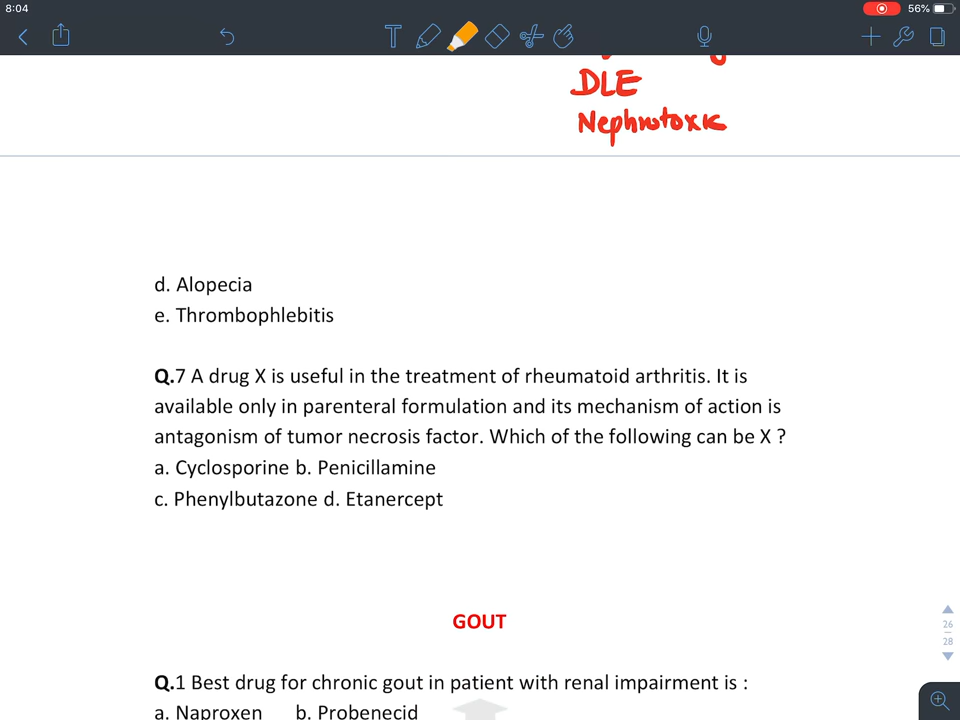 8:04
56%
T
DLE
Nephrotoxic
d. Alopecia
e. Thrombophlebitis
Q.7 A drug X is useful in the treatment of rheumatoid arthritis. It is
available only in parenteral formulation and its mechanism of action is
antagonism of tumor necrosis factor. Which of the following can be X ?
a. Cyclosporine b. Penicillamine
c. Phenylbutazone d. Etanercept
GOUT
Q.1 Best drug for chronic gout in patient with renal impairment is :
a. Naproxen b. Probenecid
26
28